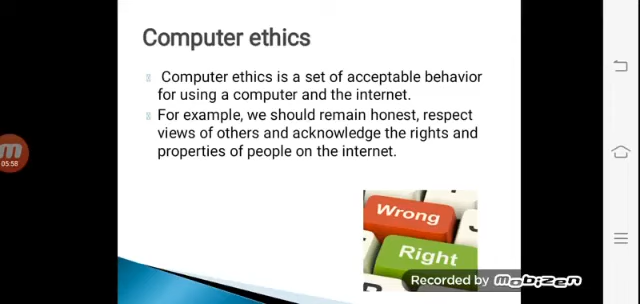 Computer ethics
Computer ethics is a set of acceptable behavior
for using a computer and the internet.
For example, we should remain honest, respect
views of others and acknowledge the rights and
properties of people on the internet.
Wrong
Right
05:58
Recorded by Mobizen